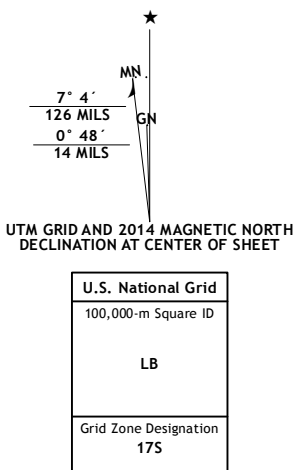 ★
MN
7° 4´
126 MILS
GN
0° 48´
14 MILS
UTM GRID AND 2014 MAGNETIC NORTH
DECLINATION AT CENTER OF SHEET
U.S. National Grid
100,000-m Square ID
LB
Grid Zone Designation
17S